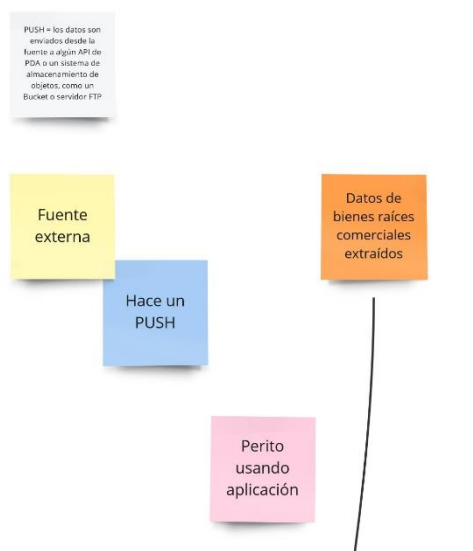 PUSH = los datos son
enviados desde la
fuente a algún API de
PDA o un sistema de
almacenamiento de
objetos, como un
Bucket o servidor FTP
Fuente
externa
Datos de
bienes raíces
comerciales
extraídos
Hace un
PUSH
Perito
usando
aplicación